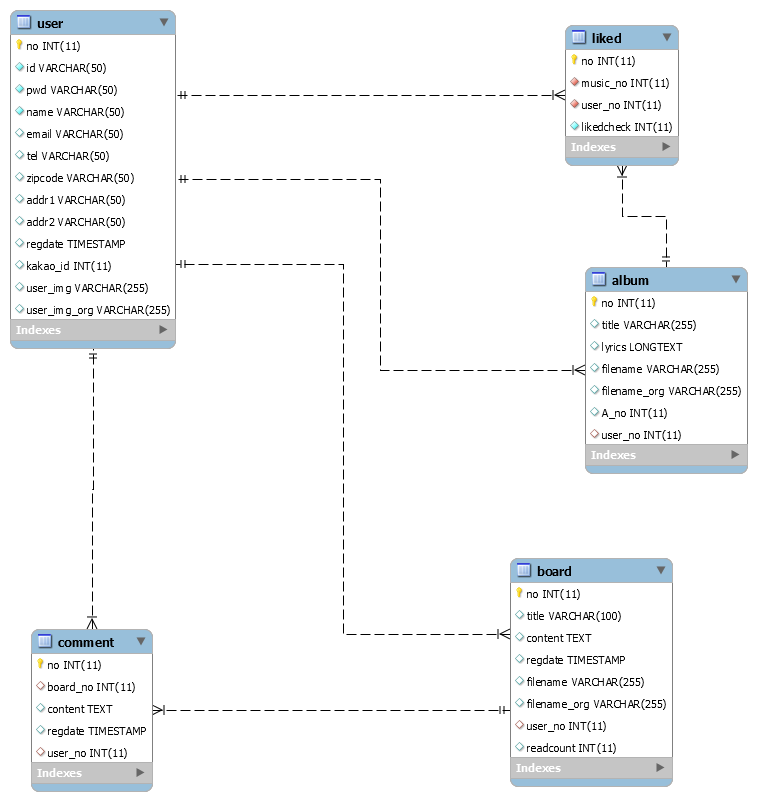 user
no INT(11)
id VARCHAR(50)
pwd VARCHAR(50)
name VARCHAR(50)
email VARCHAR(50)
tel VARCHAR(50)
zipcode VARCHAR(50)
addr1 VARCHAR(50)
addr2 VARCHAR(50)
regdate TIMESTAMP
kakao_id INT(11)
user_img VARCHAR(255)
user_img_org VARCHAR(255)
Indexes
liked
no INT(11)
music_no INT(11)
user_no INT(11)
likedcheck INT(11)
Indexes
album
no INT(11)
title VARCHAR(255)
lyrics LONGTEXT
filename VARCHAR(255)
filename_org VARCHAR(255)
A_no INT(11)
user_no INT(11)
Indexes
board
no INT(11)
title VARCHAR(100)
content TEXT
regdate TIMESTAMP
filename VARCHAR(255)
filename_org VARCHAR(255)
user_no INT(11)
readcount INT(11)
Indexes
comment
no INT(11)
board_no INT(11)
content TEXT
regdate TIMESTAMP
user_no INT(11)
Indexes